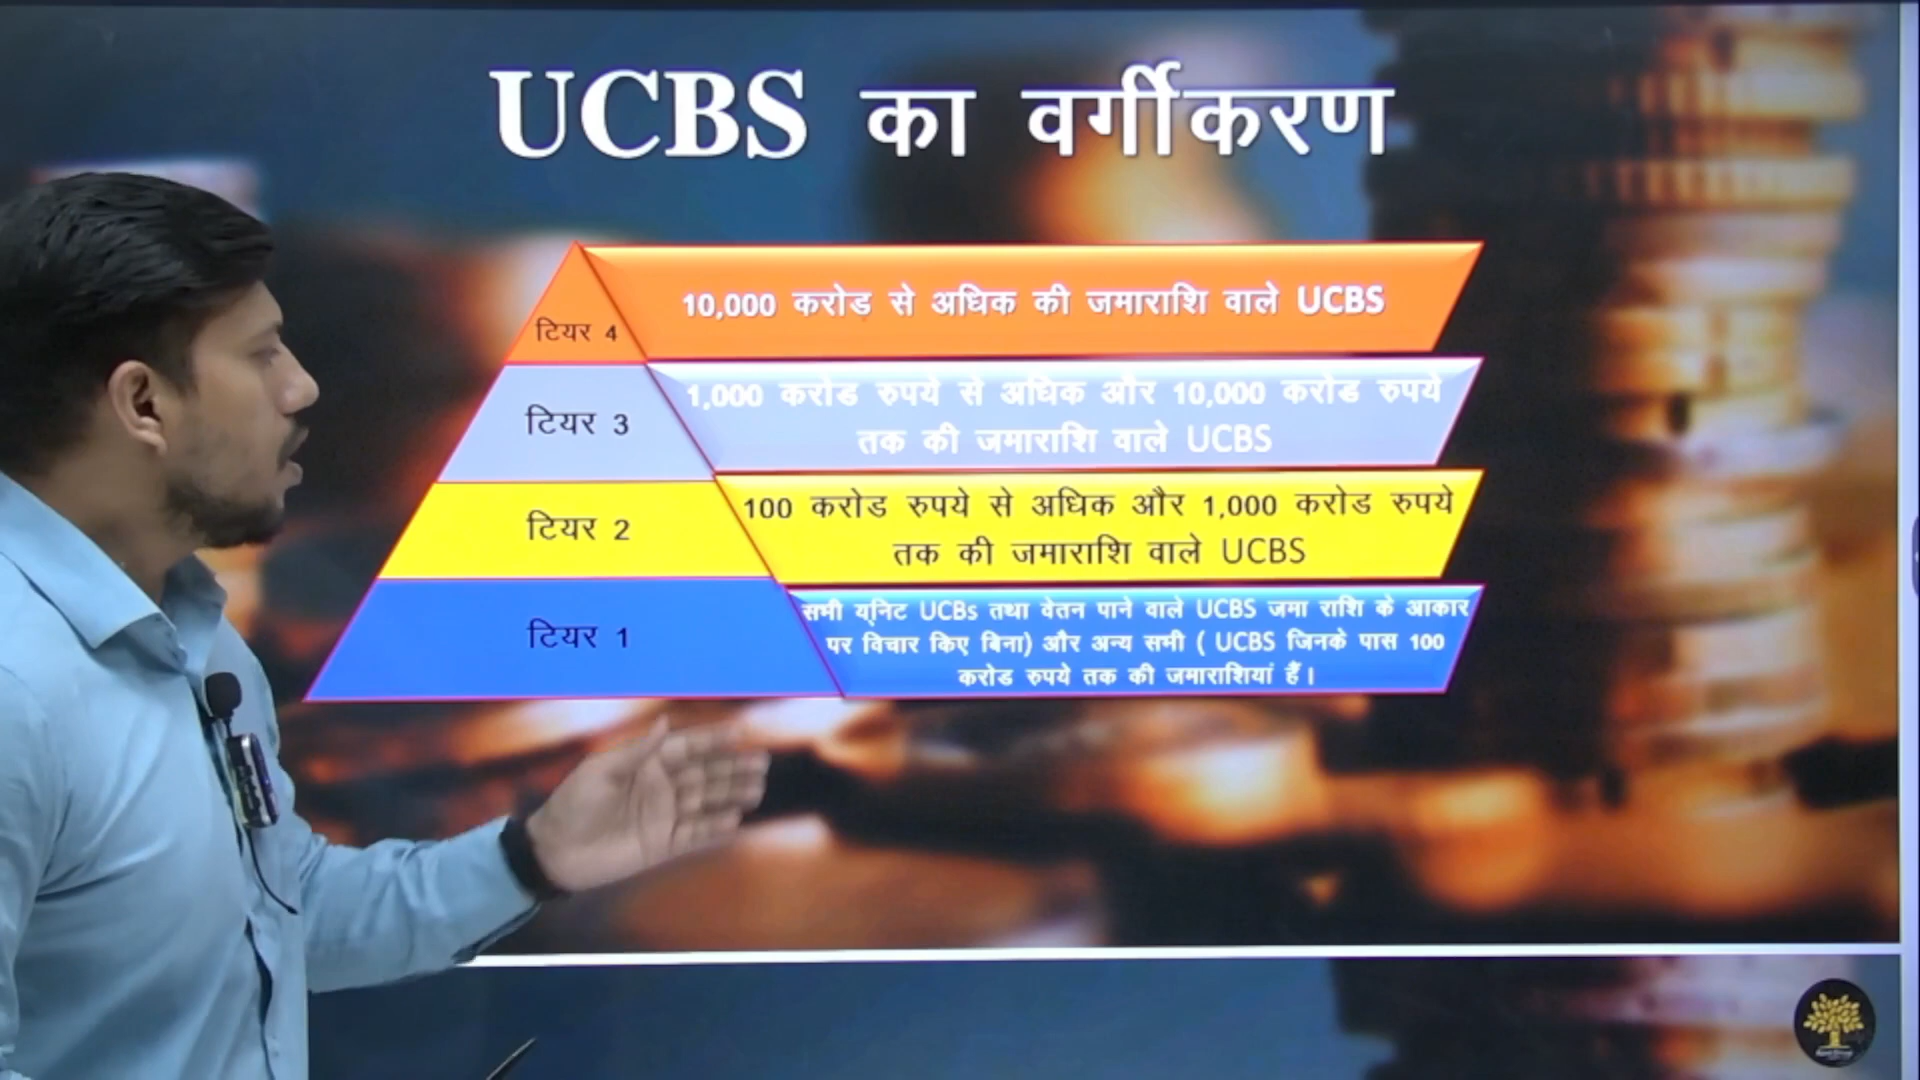 UCBS का वर्गीकरण
टियर 4
10,000 करोड से अधिक की जमाराशि वाले UCBS
टियर 3
1,000 करोड रुपये से अधिक और 10,000 करोड रुपये
तक की जमाराशि वाले UCBS
टियर 2
100 करोड रुपये से अधिक और 1,000 करोड रुपये
तक की जमाराशि वाले UCBS
टियर 1
सभी यूनिट UCBs तथा वेतन पाने वाले UCBS जमा राशि के आकार
पर विचार किए बिना) और अन्य सभी ( UCBS जिनके पास 100
करोड रुपये तक की जमाराशियां हैं।